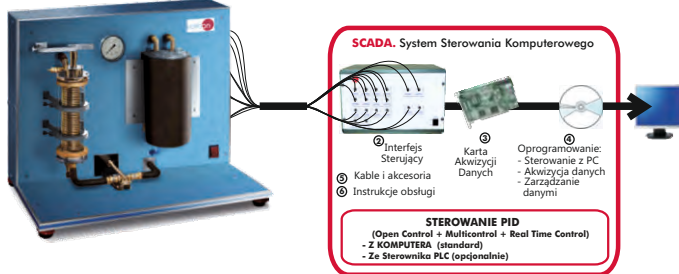 SCADA. System Sterowania Komputerowego
② Interfejs
Sterujący
③
Karta
Akwizycji
Danych
④
Oprogramowanie:
- Sterowanie z PC
- Akwizycja danych
- Zarządzanie
danymi
⑤ Kable i akcesoria
⑥ Instrukcje obsługi
STEROWANIE PID
(Open Control + Multicontrol + Real Time Control)
- Z KOMPUTERA (standard)
- Ze Sterownika PLC (opcjonalnie)